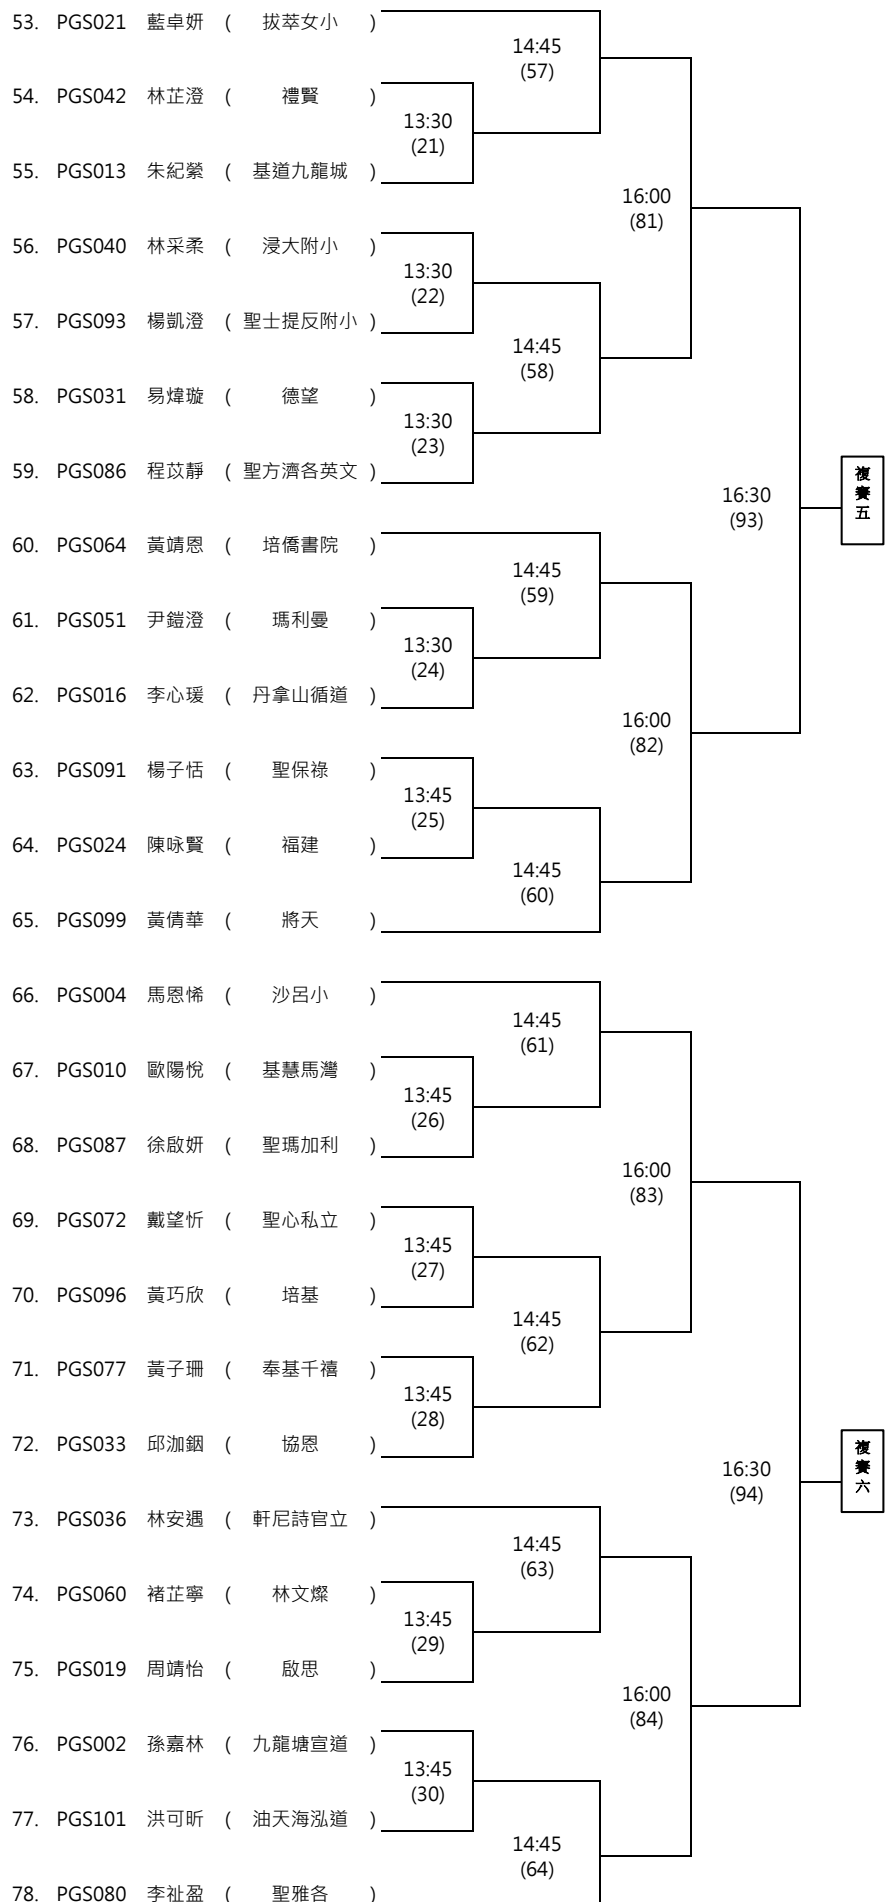 53. PGS021 藍卓妍 ( 拔萃女小 )
14:45
(57)
54. PGS042 林芷澄 ( 禮賢 )
13:30
(21)
55. PGS013 朱紀縈 ( 基道九龍城 )
16:00
(81)
56. PGS040 林采柔 ( 浸大附小 )
13:30
(22)
57. PGS093 楊凱澄 ( 聖士提反附小 )
14:45
(58)
58. PGS031 易煒璇 ( 德望 )
13:30
(23)
59. PGS086 程苡靜 ( 聖方濟各英文 )
16:30
(93)
複賽五
60. PGS064 黃靖恩 ( 培僑書院 )
14:45
(59)
61. PGS051 尹鎧澄 ( 瑪利曼 )
13:30
(24)
62. PGS016 李心瑗 ( 丹拿山循道 )
16:00
(82)
63. PGS091 楊子恬 ( 聖保祿 )
13:45
(25)
64. PGS024 陳咏賢 ( 福建 )
14:45
(60)
65. PGS099 黃倩華 ( 將天 )
66. PGS004 馬恩悕 ( 沙呂小 )
14:45
(61)
67. PGS010 歐陽悅 ( 基慧馬灣 )
13:45
(26)
68. PGS087 徐啟妍 ( 聖瑪加利 )
16:00
(83)
69. PGS072 戴望忻 ( 聖心私立 )
13:45
(27)
70. PGS096 黃巧欣 ( 培基 )
14:45
(62)
71. PGS077 黃子珊 ( 奉基千禧 )
13:45
(28)
72. PGS033 邱泇錮 ( 協恩 )
16:30
(94)
複賽六
73. PGS036 林安遇 ( 軒尼詩官立 )
14:45
(63)
74. PGS060 褚芷寧 ( 林文燦 )
13:45
(29)
75. PGS019 周靖怡 ( 啟思 )
16:00
(84)
76. PGS002 孫嘉林 ( 九龍塘宣道 )
13:45
(30)
77. PGS101 洪可昕 ( 油天海泓道 )
14:45
(64)
78. PGS080 李祉盈 ( 聖雅各 )